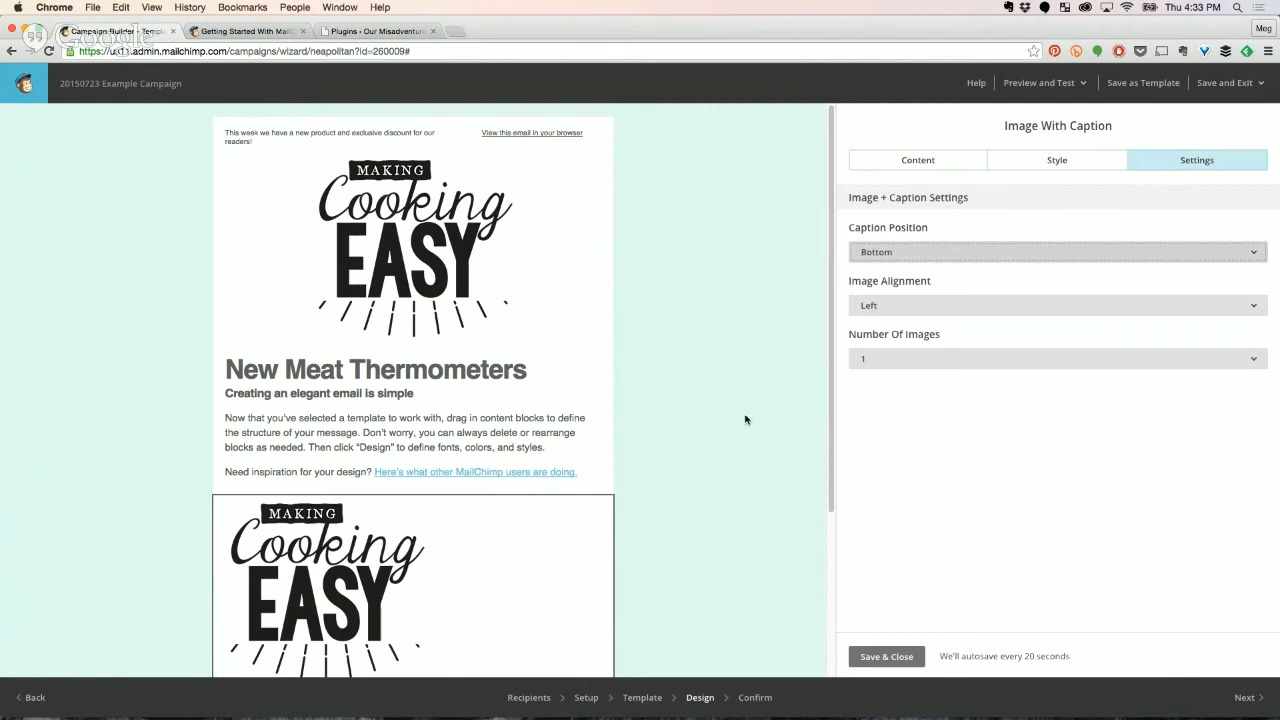 Chrome File Edit View History Bookmarks People Window Help
Thu 4:33 PM
Campaign Builder - Templa
Getting Started With MailC
Plugins ‹ Our Misadventure
Meg
Google
https://us11.admin.mailchimp.com/campaigns/wizard/neapolitan?id=260009#
20150723 Example Campaign
Help
Preview and Test
Save as Template
Save and Exit
This week we have a new product and exclusive discount for our
readers!
View this email in your browser
MAKING
Cooking
EASY
New Meat Thermometers
Creating an elegant email is simple
Now that you've selected a template to work with, drag in content blocks to define
the structure of your message. Don't worry, you can always delete or rearrange
blocks as needed. Then click "Design" to define fonts, colors, and styles.
Need inspiration for your design? Here's what other MailChimp users are doing.
MAKING
Cooking
EASY
Image With Caption
Content
Style
Settings
Image + Caption Settings
Caption Position
Bottom
Image Alignment
Left
Number Of Images
1
Save & Close
We'll autosave every 20 seconds
Back
Recipients
Setup
Template
Design
Confirm
Next